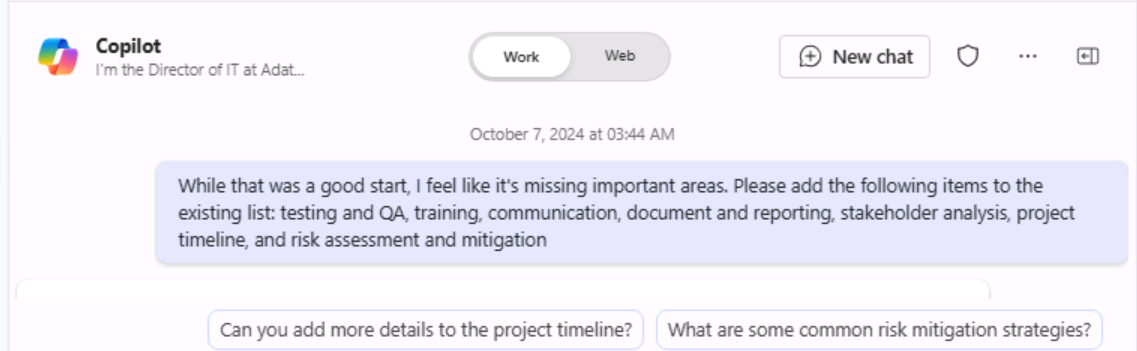 Copilot
I'm the Director of IT at Adat...
Work
Web
New chat
October 7, 2024 at 03:44 AM
While that was a good start, I feel like it's missing important areas. Please add the following items to the
existing list: testing and QA, training, communication, document and reporting, stakeholder analysis, project
timeline, and risk assessment and mitigation
Can you add more details to the project timeline?
What are some common risk mitigation strategies?